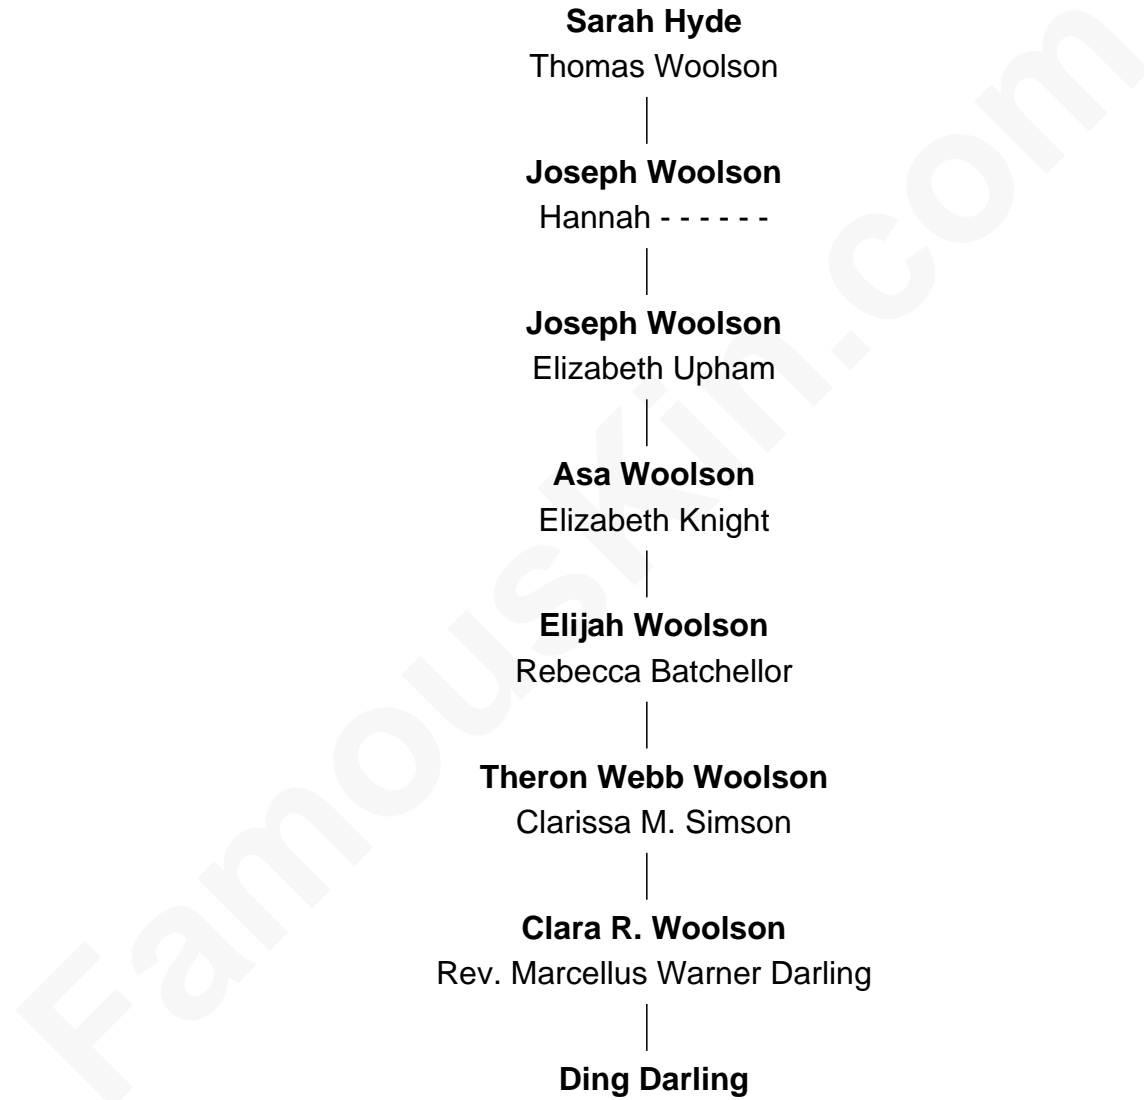 Sarah Hyde
Thomas Woolson
Joseph Woolson
Hannah - - - - - -
Joseph Woolson
Elizabeth Upham
Asa Woolson
Elizabeth Knight
Elijah Woolson
Rebecca Batchellor
Theron Webb Woolson
Clarissa M. Simson
Clara R. Woolson
Rev. Marcellus Warner Darling
Ding Darling
FamousKin.com